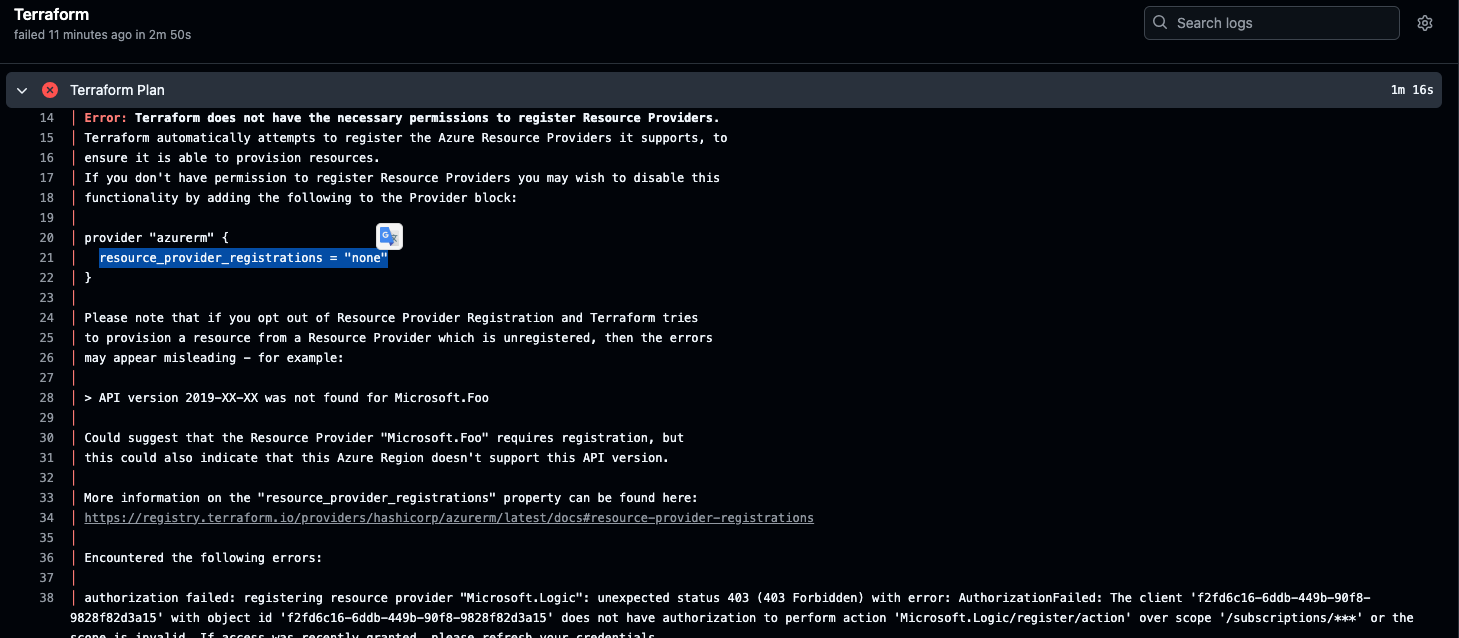 Terraform
failed 11 minutes ago in 2m 50s
Search logs
Terraform Plan
1m 16s
14 | Error: Terraform does not have the necessary permissions to register Resource Providers.
15 | Terraform automatically attempts to register the Azure Resource Providers it supports, to
16 | ensure it is able to provision resources.
17 | If you don't have permission to register Resource Providers you may wish to disable this
18 | functionality by adding the following to the Provider block:
19 |
20 | provider "azurerm" {
21 |   resource_provider_registrations = "none"
22 | }
23 |
24 | Please note that if you opt out of Resource Provider Registration and Terraform tries
25 | to provision a resource from a Resource Provider which is unregistered, then the errors
26 | may appear misleading - for example:
27 |
28 | > API version 2019-XX-XX was not found for Microsoft.Foo
29 |
30 | Could suggest that the Resource Provider "Microsoft.Foo" requires registration, but
31 | this could also indicate that this Azure Region doesn't support this API version.
32 |
33 | More information on the "resource_provider_registrations" property can be found here:
34 | https://registry.terraform.io/providers/hashicorp/azurerm/latest/docs#resource-provider-registrations
35 |
36 | Encountered the following errors:
37 |
38 | authorization failed: registering resource provider "Microsoft.Logic": unexpected status 403 (403 Forbidden) with error: AuthorizationFailed: The client 'f2fd6c16-6ddb-449b-90f8-
9828f82d3a15' with object id 'f2fd6c16-6ddb-449b-90f8-9828f82d3a15' does not have authorization to perform action 'Microsoft.Logic/register/action' over scope '/subscriptions/***' or the
scope is invalid. If access was recently granted, please refresh your credentials.